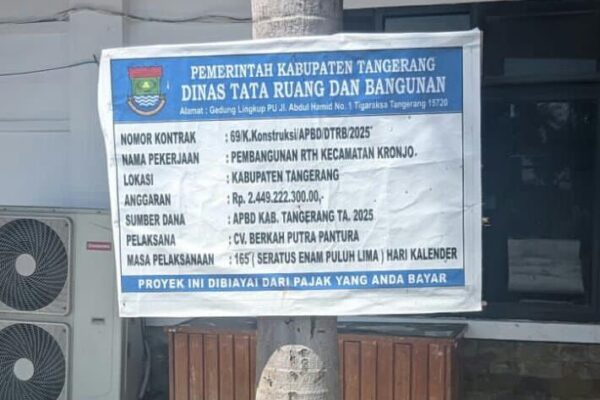 PEMERINTAH KABUPATEN TANGERANG
DINAS TATA RUANG DAN BANGUNAN
Alamat : Gedung Lingkup PU Jl. Abdul Hamid No. 1 Tigaraksa Tangerang 15720
NOMOR KONTRAK : 69/K.Konstruksi/APBD/DTRB/2025
NAMA PEKERJAAN : PEMBANGUNAN RTH KECAMATAN KRONJO
LOKASI : KABUPATEN TANGERANG
ANGGARAN : Rp. 2.449.222.300.00,-
SUMBER DANA : APBD KAB. TANGERANG TA. 2025
PELAKSANA : CV. BERKAH PUTRA PANTURA
MASA PELAKSANAAN : 165 ( SERATUS ENAM PULUH LIMA ) HARI KALENDER
PROYEK INI DIBIAYAI DARI PAJAK YANG ANDA BAYAR